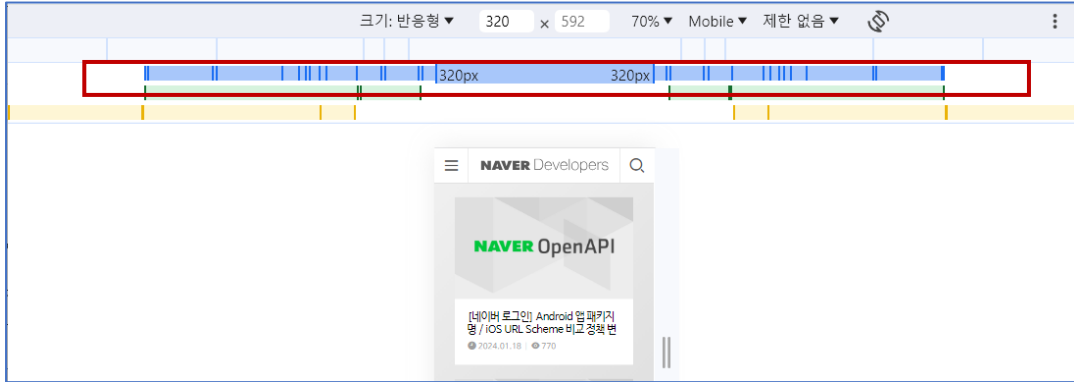 크기: 반응형 ▼ 320 × 592 70% ▼ Mobile ▼ 제한 없음 ▼
320px 320px
NAVER Developers
NAVER OpenAPI
[네이버 로그인] Android 앱 패키지
명 / iOS URL Scheme 비교 정책 변
2024.01.18 | 770